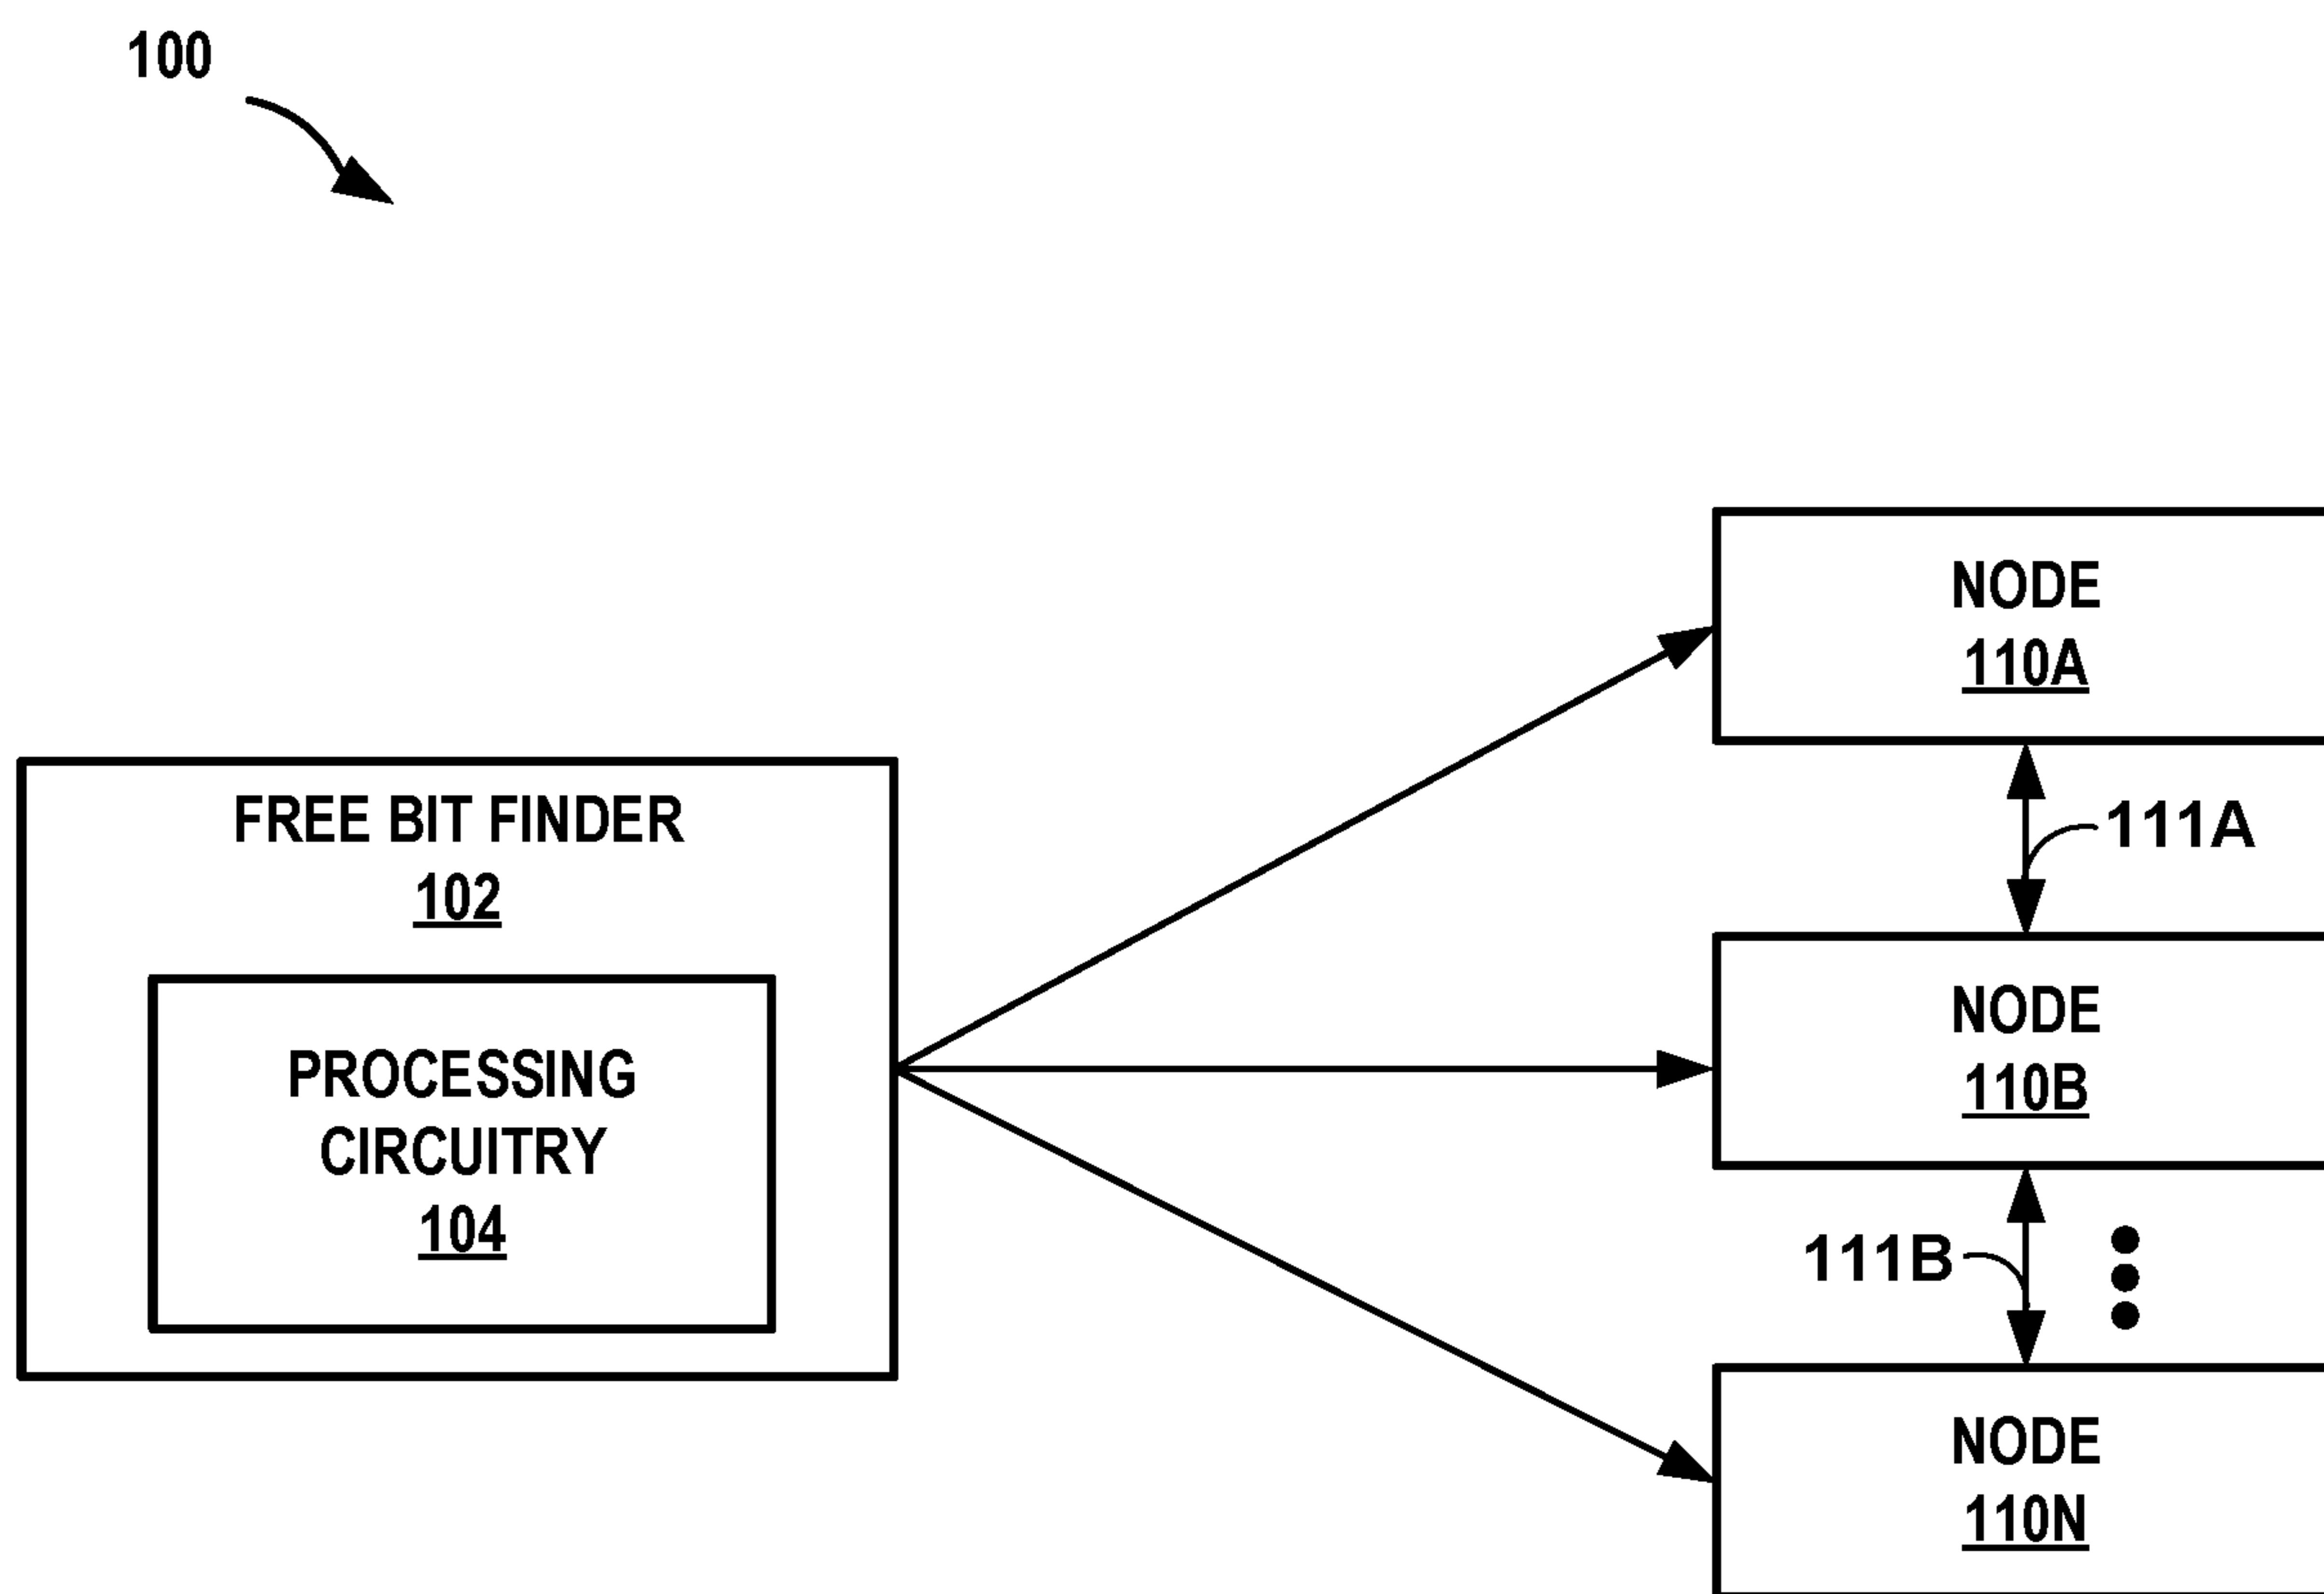 100
NODE
110A
111A
FREE BIT FINDER
102
PROCESSING
CIRCUITRY
104
NODE
110B
111B
NODE
110N